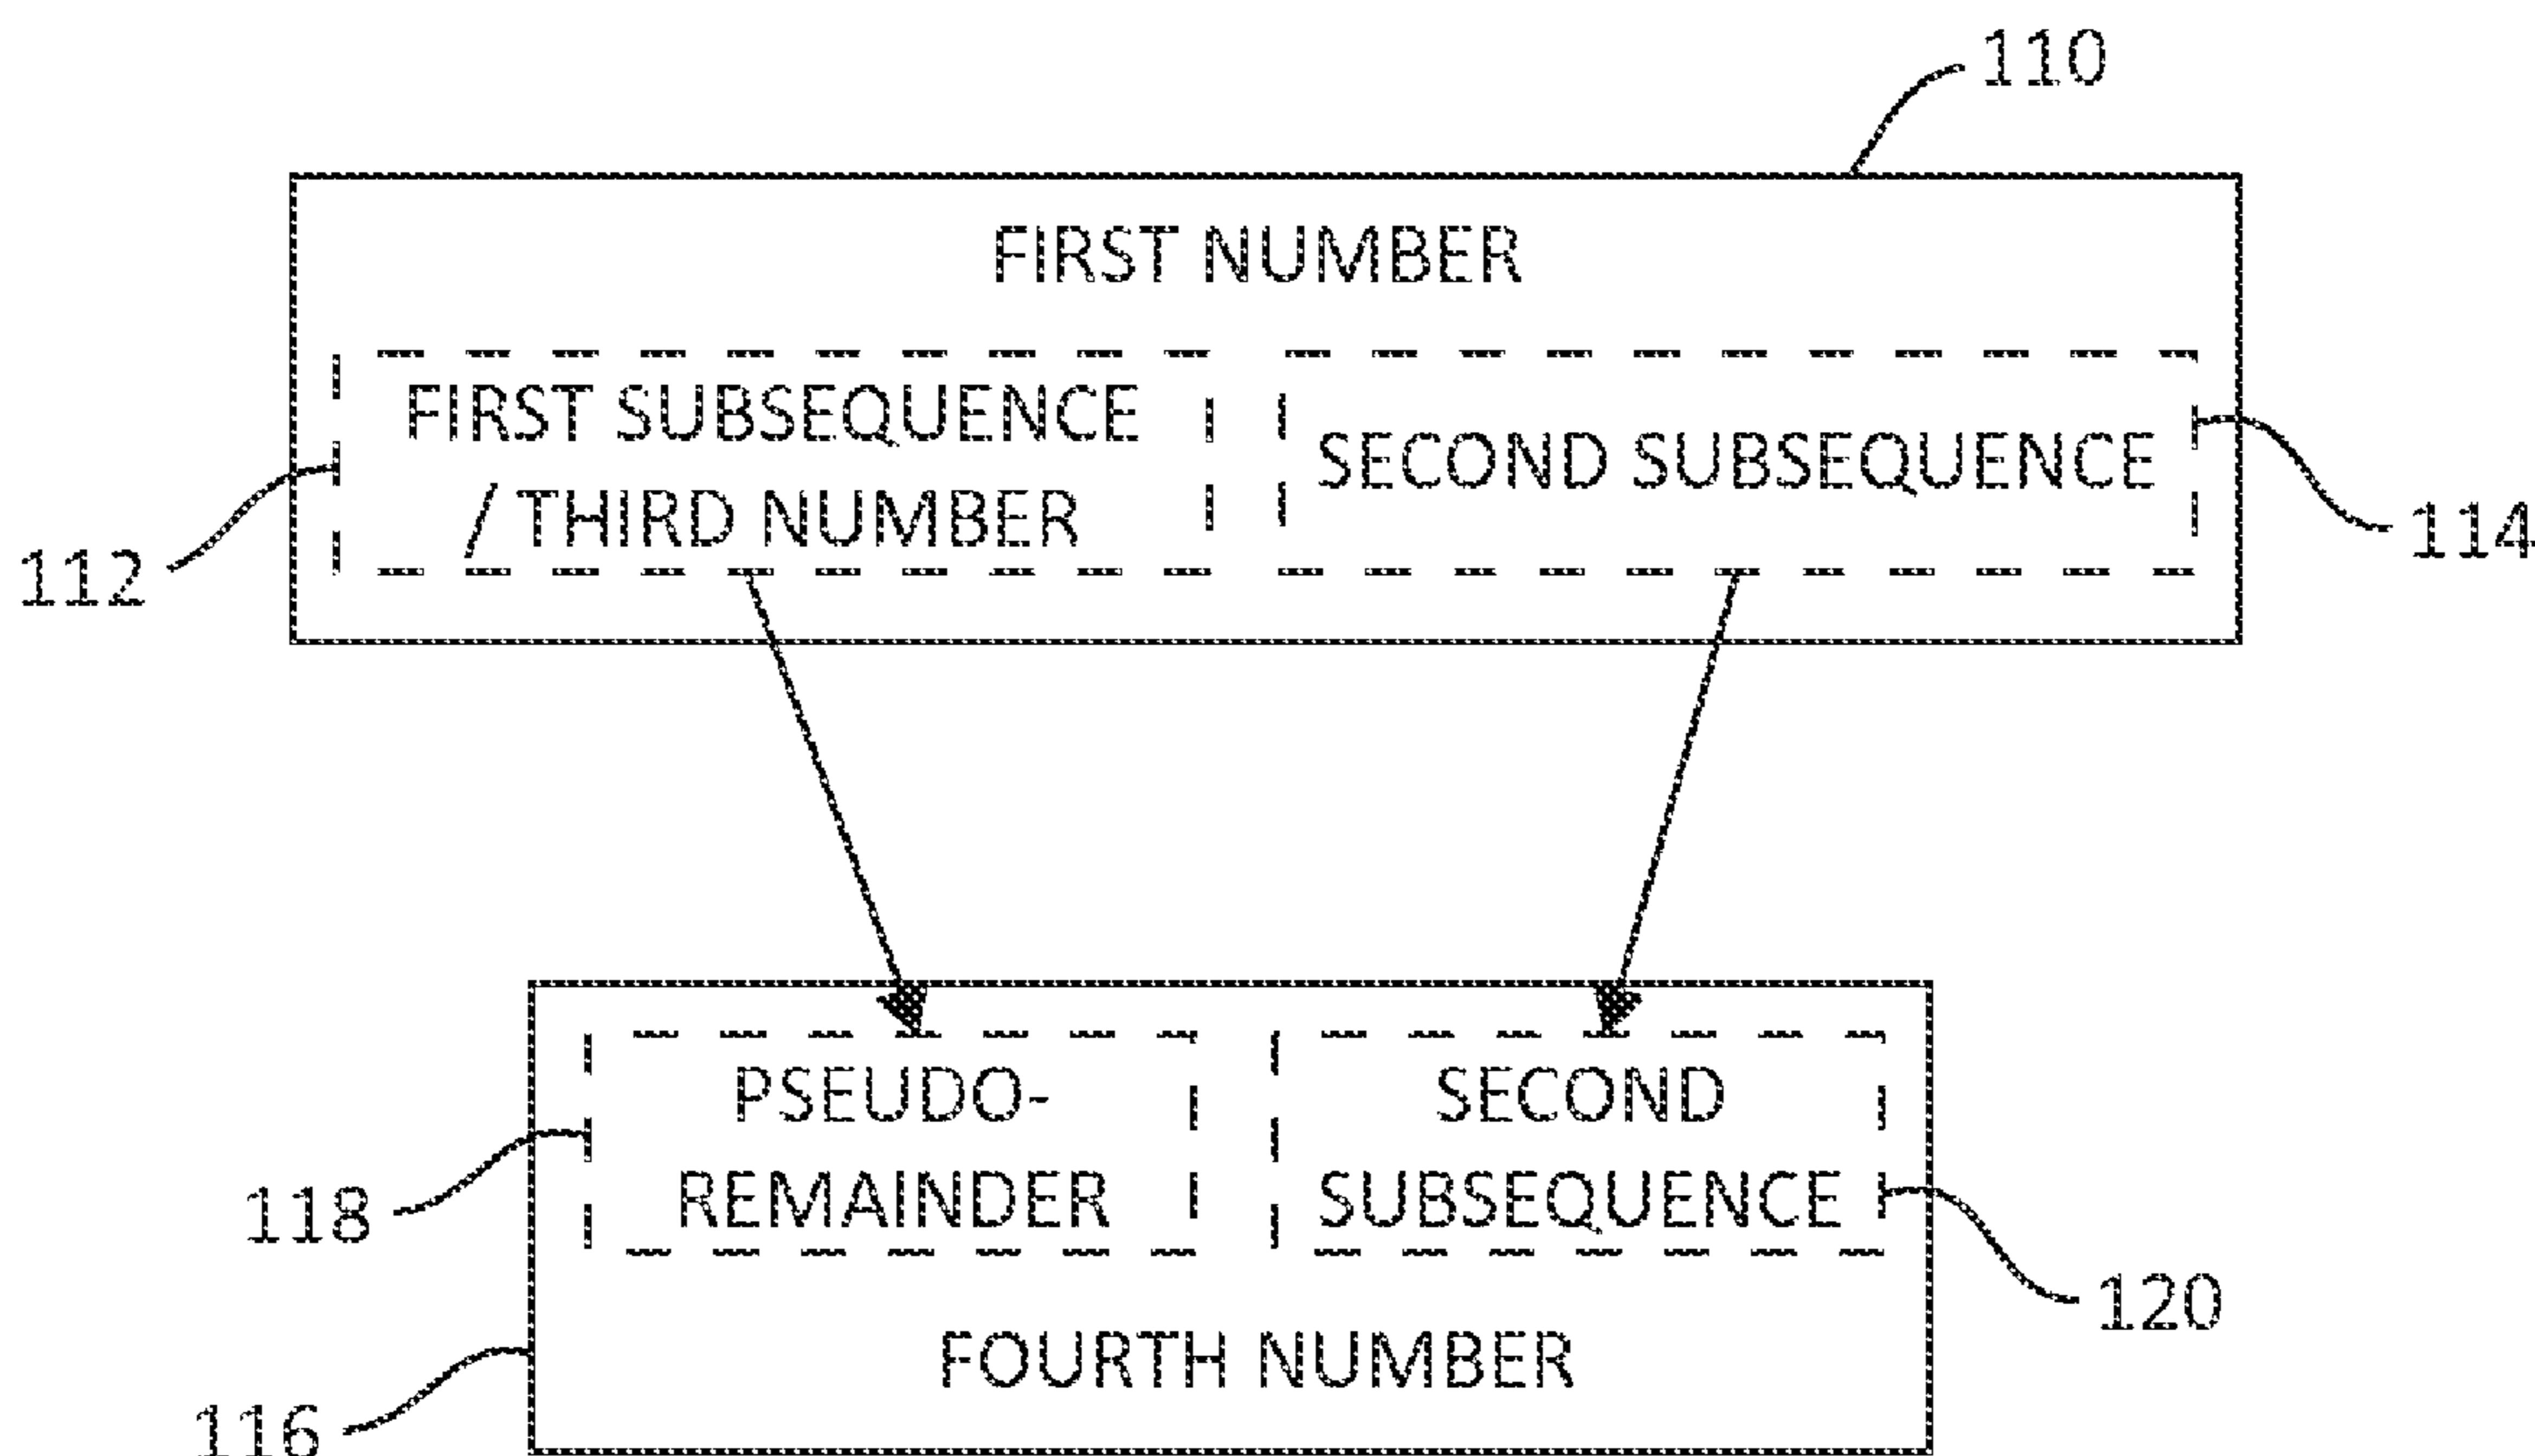 110
FIRST NUMBER
FIRST SUBSEQUENCE
/ THIRD NUMBER
SECOND SUBSEQUENCE
112
114
PSEUDO-
REMAINDER
SECOND
SUBSEQUENCE
118
120
FOURTH NUMBER
116